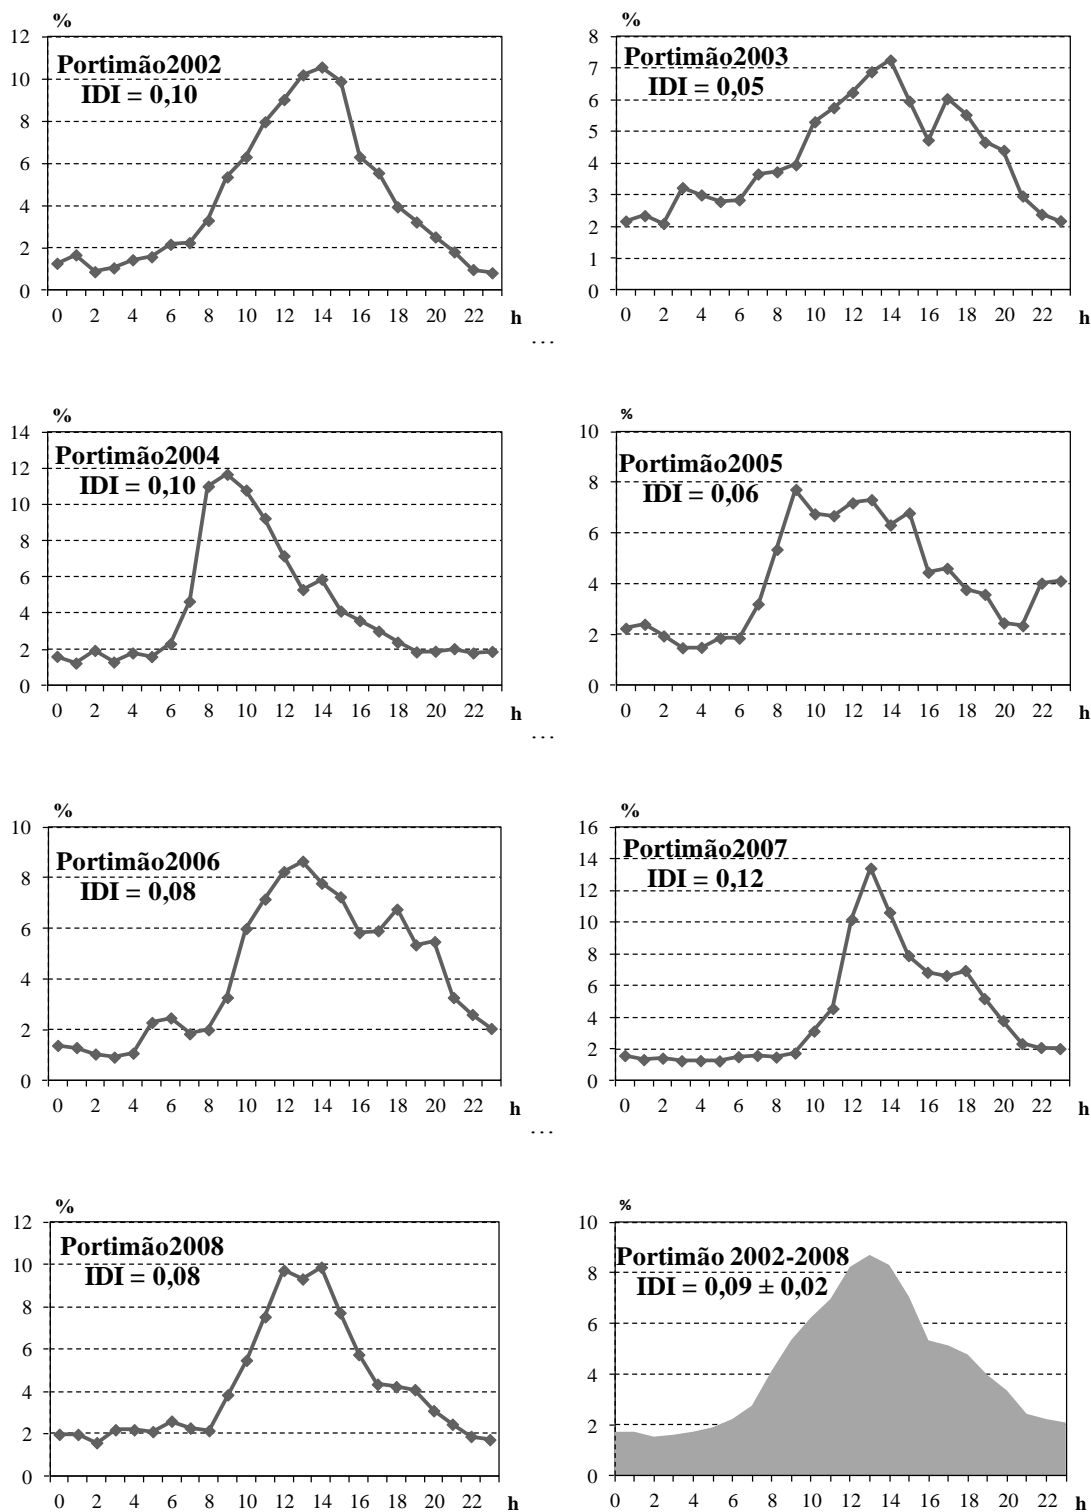 %
12
10
8
6
4
2
0
Portimão2002
IDI = 0,10
0 2 4 6 8 10 12 14 16 18 20 22 h
%
8
7
6
5
4
3
2
1
0
Portimão2003
IDI = 0,05
0 2 4 6 8 10 12 14 16 18 20 22 h
...
%
14
12
10
8
6
4
2
0
Portimão2004
IDI = 0,10
0 2 4 6 8 10 12 14 16 18 20 22 h
%
10
8
6
4
2
0
Portimão2005
IDI = 0,06
0 2 4 6 8 10 12 14 16 18 20 22 h
...
%
10
8
6
4
2
0
Portimão2006
IDI = 0,08
0 2 4 6 8 10 12 14 16 18 20 22 h
%
16
14
12
10
8
6
4
2
0
Portimão2007
IDI = 0,12
0 2 4 6 8 10 12 14 16 18 20 22 h
...
%
12
10
8
6
4
2
0
Portimão2008
IDI = 0,08
0 2 4 6 8 10 12 14 16 18 20 22 h
%
10
8
6
4
2
0
Portimão 2002-2008
IDI = 0,09 ± 0,02
0 2 4 6 8 10 12 14 16 18 20 22 h